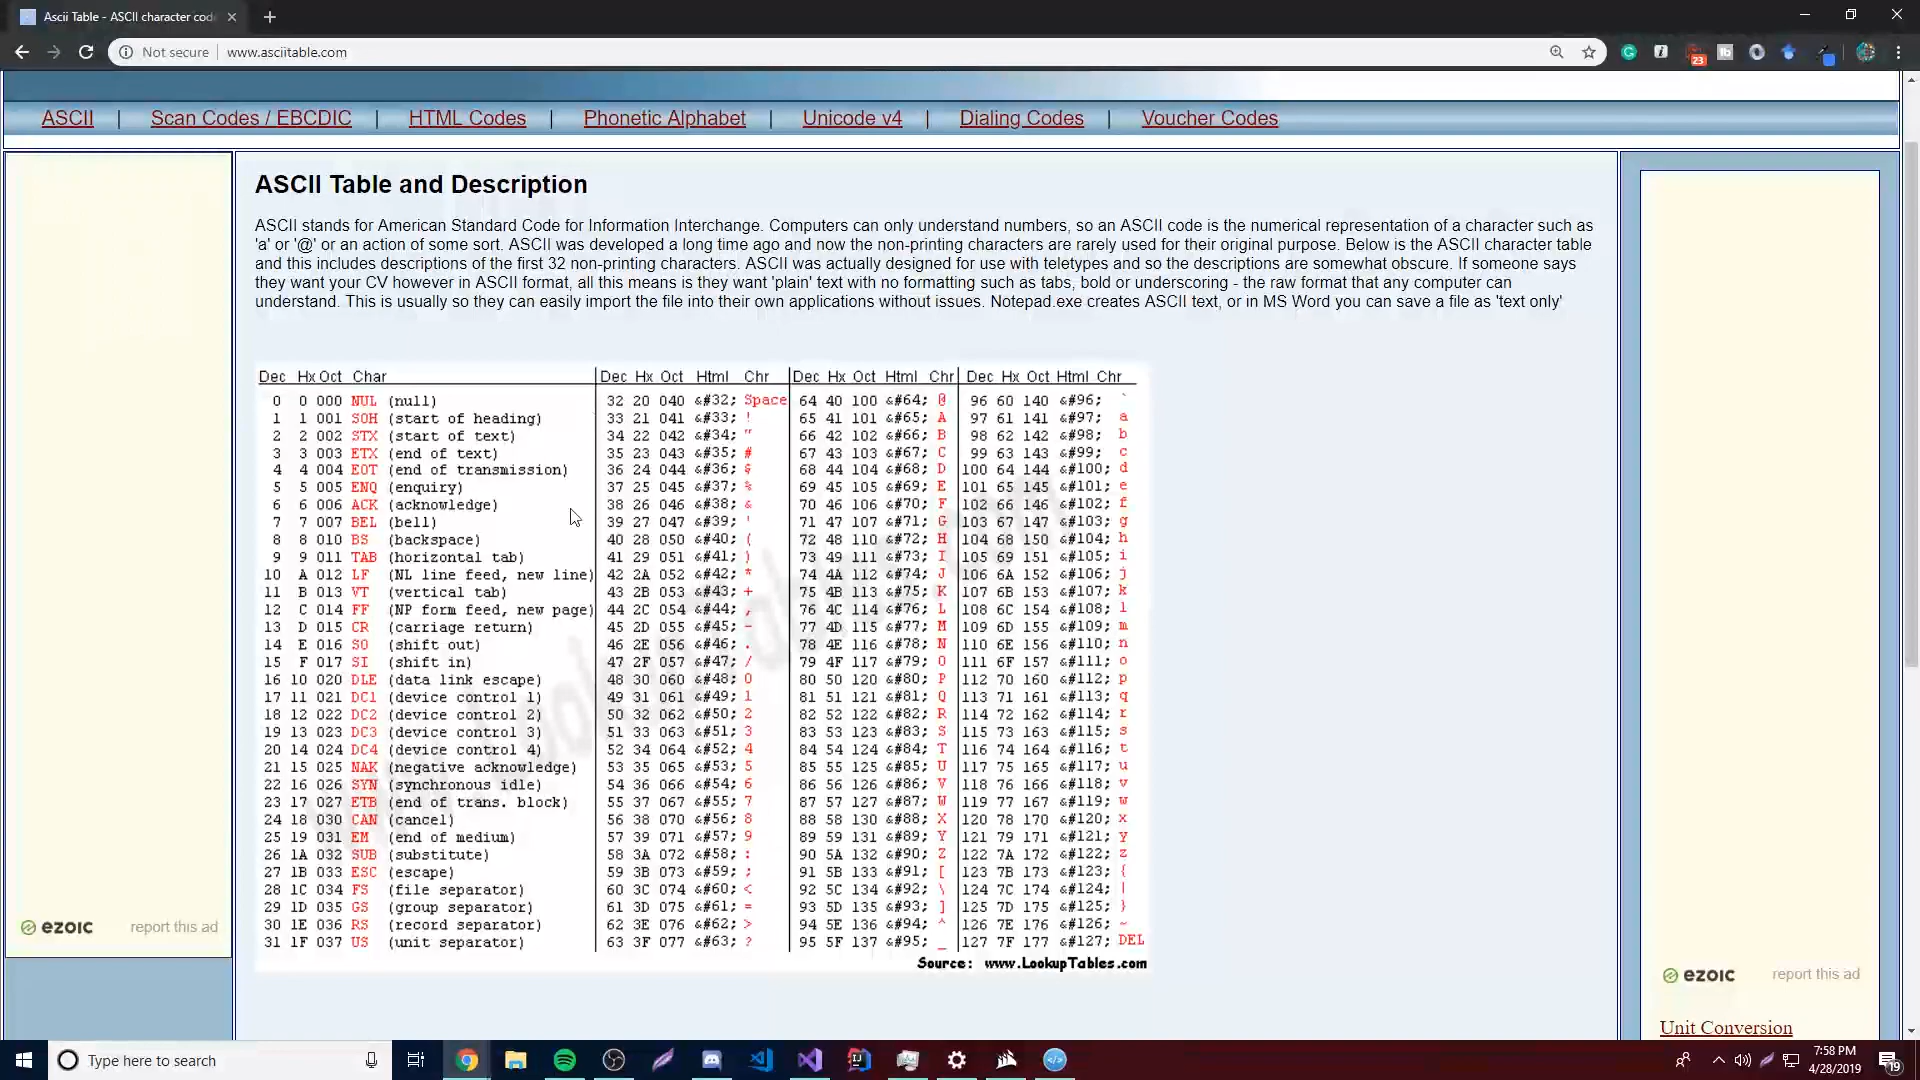 Ascii Table - ASCII character cod
Not secure www.asciitable.com
23
ASCII | Scan Codes / EBCDIC | HTML Codes | Phonetic Alphabet | Unicode v4 | Dialing Codes | Voucher Codes
ASCII Table and Description
ASCII stands for American Standard Code for Information Interchange. Computers can only understand numbers, so an ASCII code is the numerical representation of a character such as
'a' or '@' or an action of some sort. ASCII was developed a long time ago and now the non-printing characters are rarely used for their original purpose. Below is the ASCII character table
and this includes descriptions of the first 32 non-printing characters. ASCII was actually designed for use with teletypes and so the descriptions are somewhat obscure. If someone says
they want your CV however in ASCII format, all this means is they want 'plain' text with no formatting such as tabs, bold or underscoring - the raw format that any computer can
understand. This is usually so they can easily import the file into their own applications without issues. Notepad.exe creates ASCII text, or in MS Word you can save a file as 'text only'
Dec Hx Oct Char Dec Hx Oct Html Chr Dec Hx Oct Html Chr Dec Hx Oct Html Chr
0 0 000 NUL (null) 32 20 040 &#32; Space 64 40 100 &#64; @ 96 60 140 &#96; `
1 1 001 SOH (start of heading) 33 21 041 &#33; ! 65 41 101 &#65; A 97 61 141 &#97; a
2 2 002 STX (start of text) 34 22 042 &#34; " 66 42 102 &#66; B 98 62 142 &#98; b
3 3 003 ETX (end of text) 35 23 043 &#35; # 67 43 103 &#67; C 99 63 143 &#99; c
4 4 004 EOT (end of transmission) 36 24 044 &#36; $ 68 44 104 &#68; D 100 64 144 &#100; d
5 5 005 ENQ (enquiry) 37 25 045 &#37; % 69 45 105 &#69; E 101 65 145 &#101; e
6 6 006 ACK (acknowledge) 38 26 046 &#38; & 70 46 106 &#70; F 102 66 146 &#102; f
7 7 007 BEL (bell) 39 27 047 &#39; ' 71 47 107 &#71; G 103 67 147 &#103; g
8 8 010 BS (backspace) 40 28 050 &#40; ( 72 48 110 &#72; H 104 68 150 &#104; h
9 9 011 TAB (horizontal tab) 41 29 051 &#41; ) 73 49 111 &#73; I 105 69 151 &#105; i
10 A 012 LF (NL line feed, new line) 42 2A 052 &#42; * 74 4A 112 &#74; J 106 6A 152 &#106; j
11 B 013 VT (vertical tab) 43 2B 053 &#43; + 75 4B 113 &#75; K 107 6B 153 &#107; k
12 C 014 FF (NP form feed, new page) 44 2C 054 &#44; , 76 4C 114 &#76; L 108 6C 154 &#108; l
13 D 015 CR (carriage return) 45 2D 055 &#45; - 77 4D 115 &#77; M 109 6D 155 &#109; m
14 E 016 SO (shift out) 46 2E 056 &#46; . 78 4E 116 &#78; N 110 6E 156 &#110; n
15 F 017 SI (shift in) 47 2F 057 &#47; / 79 4F 117 &#79; O 111 6F 157 &#111; o
16 10 020 DLE (data link escape) 48 30 060 &#48; 0 80 50 120 &#80; P 112 70 160 &#112; p
17 11 021 DC1 (device control 1) 49 31 061 &#49; 1 81 51 121 &#81; Q 113 71 161 &#113; q
18 12 022 DC2 (device control 2) 50 32 062 &#50; 2 82 52 122 &#82; R 114 72 162 &#114; r
19 13 023 DC3 (device control 3) 51 33 063 &#51; 3 83 53 123 &#83; S 115 73 163 &#115; s
20 14 024 DC4 (device control 4) 52 34 064 &#52; 4 84 54 124 &#84; T 116 74 164 &#116; t
21 15 025 NAK (negative acknowledge) 53 35 065 &#53; 5 85 55 125 &#85; U 117 75 165 &#117; u
22 16 026 SYN (synchronous idle) 54 36 066 &#54; 6 86 56 126 &#86; V 118 76 166 &#118; v
23 17 027 ETB (end of trans. block) 55 37 067 &#55; 7 87 57 127 &#87; W 119 77 167 &#119; w
24 18 030 CAN (cancel) 56 38 070 &#56; 8 88 58 130 &#88; X 120 78 170 &#120; x
25 19 031 EM (end of medium) 57 39 071 &#57; 9 89 59 131 &#89; Y 121 79 171 &#121; y
26 1A 032 SUB (substitute) 58 3A 072 &#58; : 90 5A 132 &#90; Z 122 7A 172 &#122; z
27 1B 033 ESC (escape) 59 3B 073 &#59; ; 91 5B 133 &#91; [ 123 7B 173 &#123; {
28 1C 034 FS (file separator) 60 3C 074 &#60; < 92 5C 134 &#92; \ 124 7C 174 &#124; |
29 1D 035 GS (group separator) 61 3D 075 &#61; = 93 5D 135 &#93; ] 125 7D 175 &#125; }
30 1E 036 RS (record separator) 62 3E 076 &#62; > 94 5E 136 &#94; ^ 126 7E 176 &#126; ~
31 1F 037 US (unit separator) 63 3F 077 &#63; ? 95 5F 137 &#95; _ 127 7F 177 &#127; DEL
Source: www.LookupTables.com
www.LookupTables.com
ezoic report this ad
ezoic report this ad
Unit Conversion
Type here to search
7:58 PM
4/28/2019
19